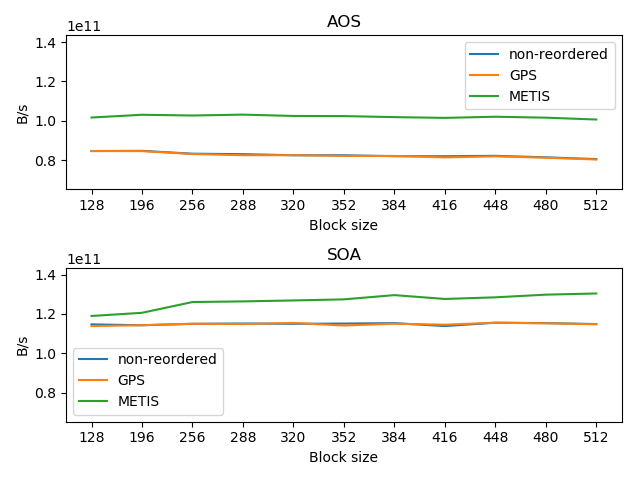 AOS
1e11
1.4
1.2
1.0
0.8
B/s
non-reordered
GPS
METIS
128 196 256 288 320 352 384 416 448 480 512
Block size
SOA
1e11
1.4
1.2
1.0
0.8
B/s
non-reordered
GPS
METIS
128 196 256 288 320 352 384 416 448 480 512
Block size